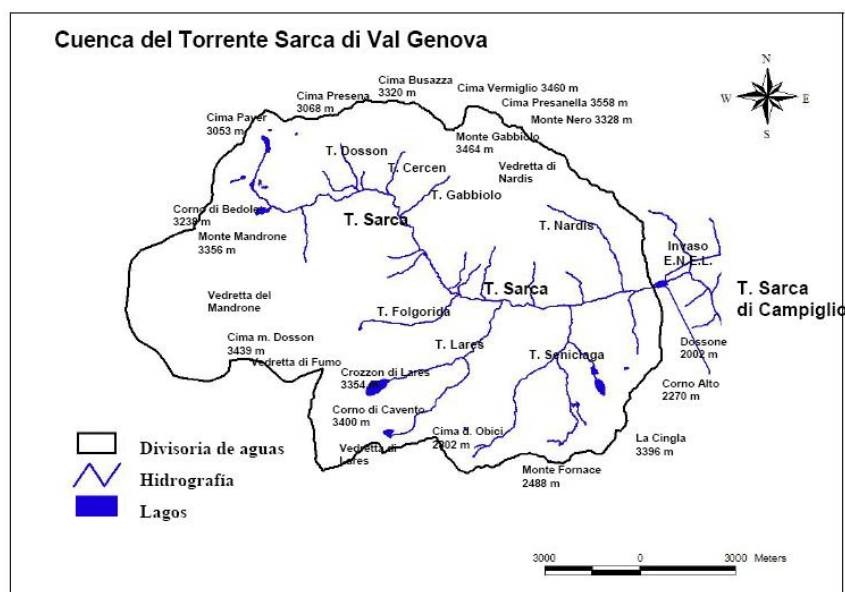 Cuenca del Torrente Sarca di Val Genova
N
W
E
S
Cima Busazza
3320 m
Cima Vermiglio 3460 m
Cima Presena
3068 m
Cima Presanella 3558 m
Cima Payer
3053 m
Monte Nero 3328 m
Monte Gabbiolo
3464 m
T. Dosson
T. Cercen
Vedretta di
Nardis
T. Gabbiolo
Corno di Bedole
3238 m
T. Sarca
T. Nardis
Monte Mandrone
3356 m
Invaso
E.N.E.L.
T. Sarca
T. Sarca
di Campiglio
Vedretta del
Mandrone
T. Folgorida
Cima m. Dosson
3439 m
T. Lares
T. Seniciaga
Dossone
2002 m
Vedretta di Fumo
Crozzon di Lares
3354 m
Corno Alto
2270 m
Corno di Cavento
3400 m
Cima d. Obici
2802 m
La Cingla
3396 m
Vedretta di
Lares
Monte Fornace
2488 m
Divisoria de aguas
Hidrografía
Lagos
3000
0
3000 Meters